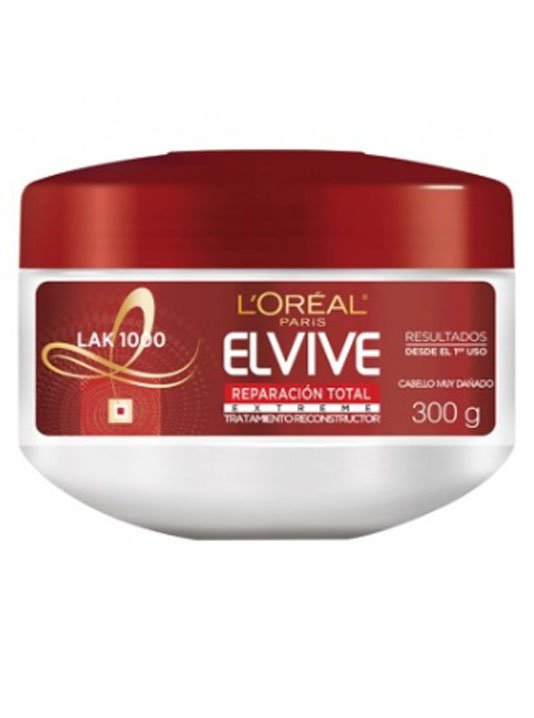 LAK 1000
L'ORÉAL®
PARIS
ELVIVE
REPARACIÓN TOTAL
EXTREME
TRATAMIENTO RECONSTRUCTOR
RESULTADOS
DESDE EL 1ER USO
CABELLO MUY DAÑADO
300 g